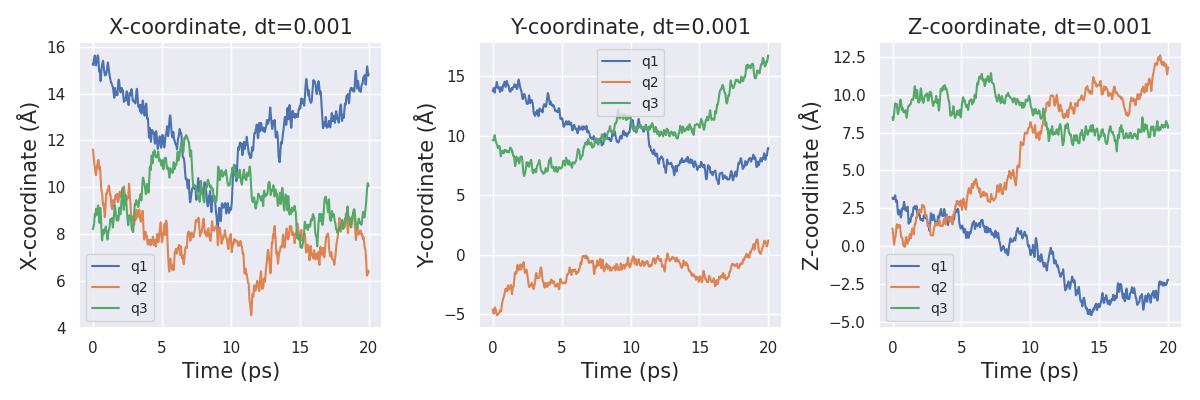 X-coordinate, dt=0.001
X-coordinate (Å)
16
14
12
10
8
6
4
q1
q2
q3
0
5
10
15
20
Time (ps)
Y-coordinate, dt=0.001
Y-coordinate (Å)
15
10
5
0
−5
q1
q2
q3
0
5
10
15
20
Time (ps)
Z-coordinate, dt=0.001
Z-coordinate (Å)
12.5
10.0
7.5
5.0
2.5
0.0
−2.5
−5.0
q1
q2
q3
0
5
10
15
20
Time (ps)